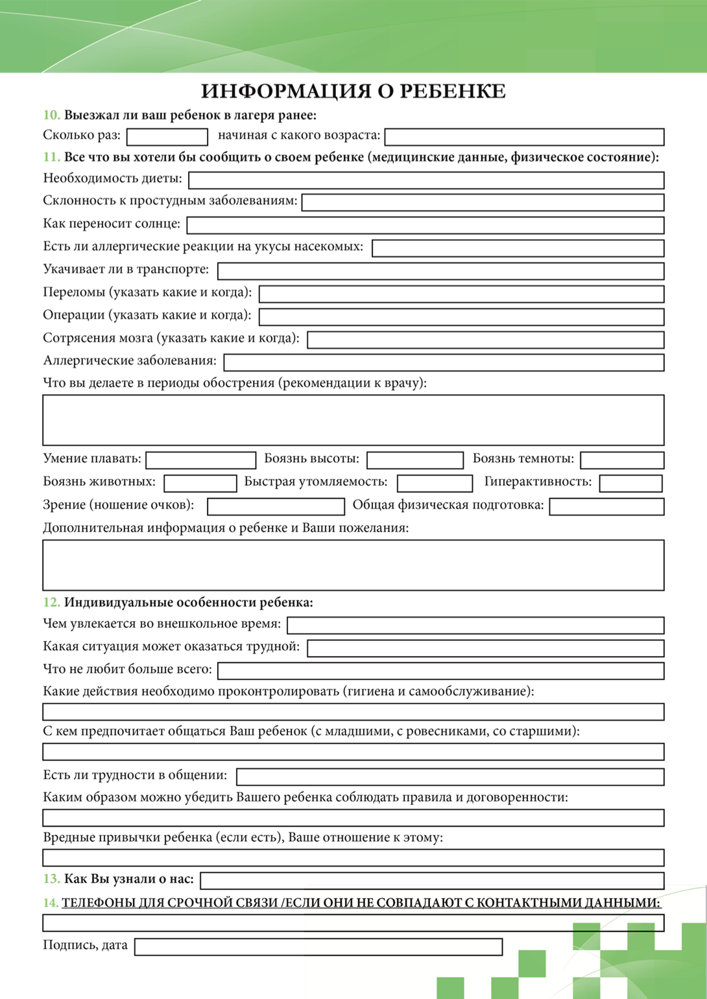 ИНФОРМАЦИЯ О РЕБЕНКЕ
10. Выезжал ли ваш ребенок в лагеря ранее:
Сколько раз: начиная с какого возраста:
11. Все что вы хотели бы сообщить о своем ребенке (медицинские данные, физическое состояние):
Необходимость диеты:
Склонность к простудным заболеваниям:
Как переносит солнце:
Есть ли аллергические реакции на укусы насекомых:
Укачивает ли в транспорте:
Переломы (указать какие и когда):
Операции (указать какие и когда):
Сотрясения мозга (указать какие и когда):
Аллергические заболевания:
Что вы делаете в периоды обострения (рекомендации к врачу):
Умение плавать: Боязнь высоты: Боязнь темноты:
Боязнь животных: Быстрая утомляемость: Гиперактивность:
Зрение (ношение очков): Общая физическая подготовка:
Дополнительная информация о ребенке и Ваши пожелания:
12. Индивидуальные особенности ребенка:
Чем увлекается во внешкольное время:
Какая ситуация может оказаться трудной:
Что не любит больше всего:
Какие действия необходимо проконтролировать (гигиена и самообслуживание):
С кем предпочитает общаться Ваш ребенок (с младшими, с ровесниками, со старшими):
Есть ли трудности в общении:
Каким образом можно убедить Вашего ребенка соблюдать правила и договоренности:
Вредные привычки ребенка (если есть), Ваше отношение к этому:
13. Как Вы узнали о нас:
14. ТЕЛЕФОНЫ ДЛЯ СРОЧНОЙ СВЯЗИ /ЕСЛИ ОНИ НЕ СОВПАДАЮТ С КОНТАКТНЫМИ ДАННЫМИ:
Подпись, дата